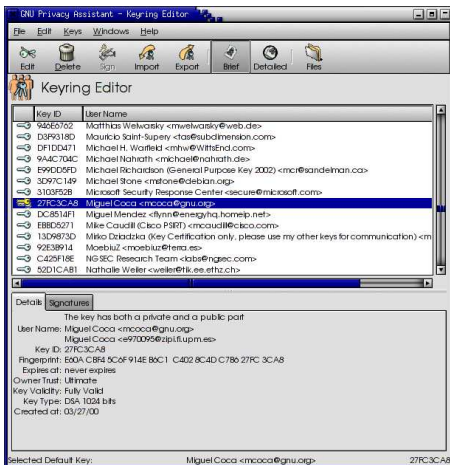 GNU Privacy Assistant - Keyring Editor
File Edit Keys Windows Help
Edit Delete Sign Import Export Brief Detailed Files
Keyring Editor
Key ID User Name
946E6762 Matthias Welwarsky <mwelwarsky@web.de>
D3F9318D Mauricio Saint-Supery <tas@subdimension.com>
DF1DD471 Michael H. Warfield <mhw@WittsEnd.com>
9A4C704C Michael Nahrath <michael@nahrath.de>
E99DD5FD Michael Richardson (General Purpose Key 2002) <mcr@sandelman.ca>
3D97C149 Michael Stone <mstone@debian.org>
3103F52B Microsoft Security Response Center <secure@microsoft.com>
27FC3CA8 Miguel Coca <mcoca@gnu.org>
DC8514F1 Miguel Mendez <flynn@energyhq.homeip.net>
EBBD5271 Mike Caudill (Cisco PSIRT) <mcaudill@cisco.com>
13D9873D Mirko Dziadzka (Key Certification only, please use my other keys for communication) <m
92E3B914 MoebiuZ <moebiuz@terra.es>
C425F18E NGSEC Research Team <labs@ngsec.com>
52D1CAB1 Nathalie Weiler <weiler@tik.ee.ethz.ch>
Details Signatures
The key has both a private and a public part
User Name: Miguel Coca <mcoca@gnu.org>
Miguel Coca <e970095@zipi.fi.upm.es>
Key ID: 27FC3CA8
Fingerprint: E60A CBF4 5C6F 914E B6C1 C402 8C4D C7B6 27FC 3CA8
Expires at: never expires
Owner Trust: Ultimate
Key Validity: Fully Valid
Key Type: DSA 1024 bits
Created at: 03/27/00
Selected Default Key: Miguel Coca <mcoca@gnu.org> 27FC3CA8